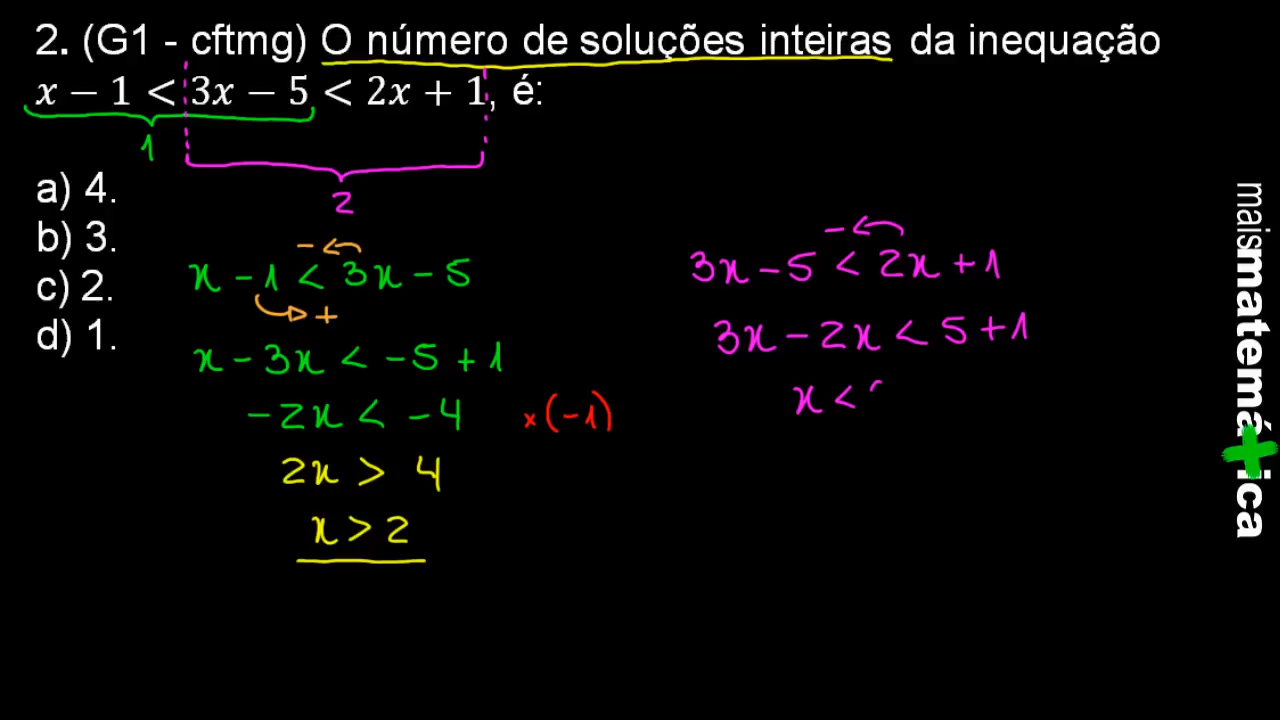 2. (G1 - cftmg) O número de soluções inteiras da inequação
x − 1 < 3x − 5 < 2x + 1, é:
1
2
a) 4.
b) 3.
c) 2.
d) 1.
−
x − 1 < 3x − 5
+
x − 3x < −5 + 1
−2x < −4 x(−1)
2x > 4
x > 2
−
3x − 5 < 2x + 1
3x − 2x < 5 + 1
x <
maismatemá+ica